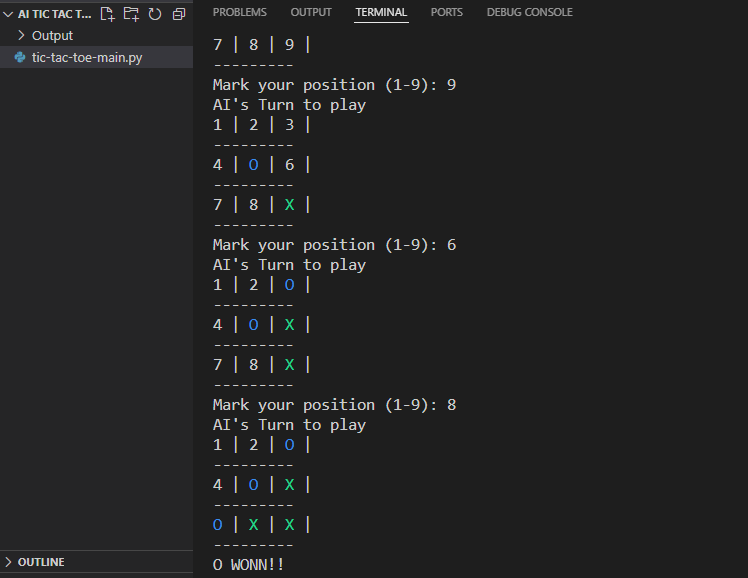 AI TIC TAC T...
Output
tic-tac-toe-main.py
OUTLINE
PROBLEMS OUTPUT TERMINAL PORTS DEBUG CONSOLE
7 | 8 | 9 |
---------
Mark your position (1-9): 9
AI's Turn to play
1 | 2 | 3 |
---------
4 | O | 6 |
---------
7 | 8 | X |
---------
Mark your position (1-9): 6
AI's Turn to play
1 | 2 | O |
---------
4 | O | X |
---------
7 | 8 | X |
---------
Mark your position (1-9): 8
AI's Turn to play
1 | 2 | O |
---------
4 | O | X |
---------
O | X | X |
---------
O WONN!!